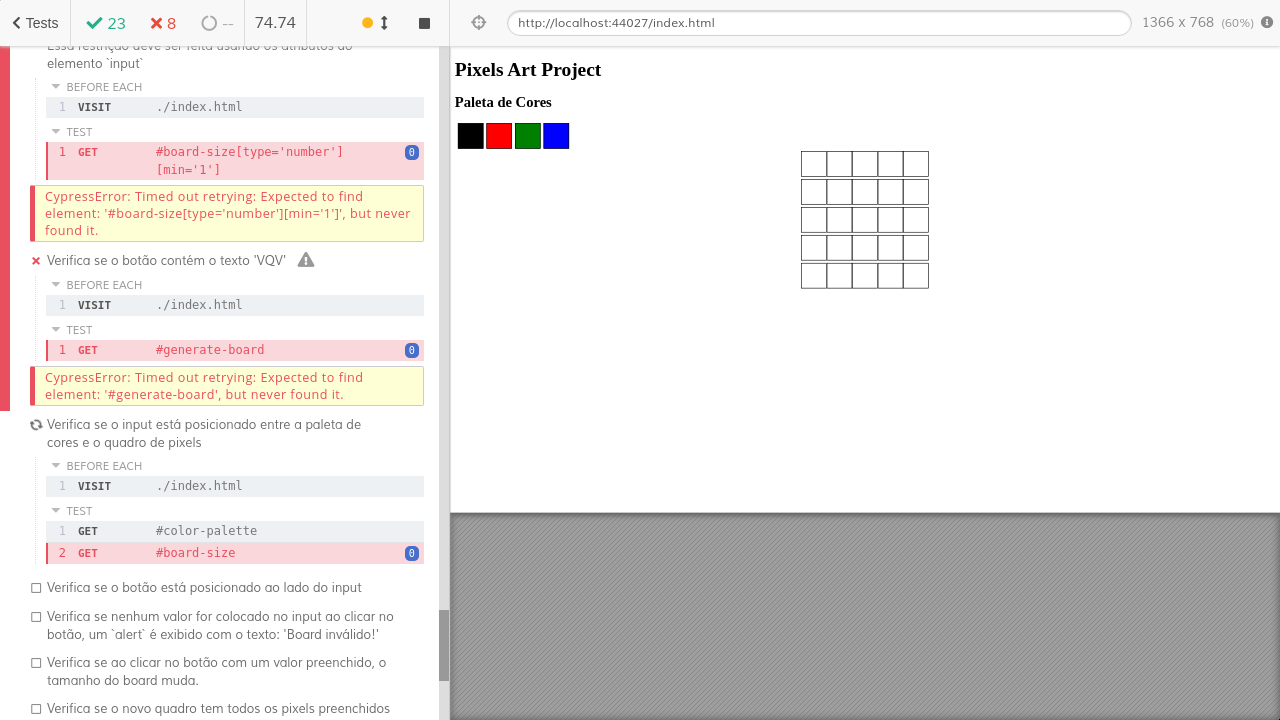 Tests
23
8
--
74.74
http://localhost:44027/index.html
1366 x 768 (60%)
Essa restrição deve ser feita usando os atributos do
elemento `input`
BEFORE EACH
1 VISIT ./index.html
TEST
1 GET #board-size[type='number']
[min='1']
0
CypressError: Timed out retrying: Expected to find
element: '#board-size[type='number'][min='1']', but never
found it.
Verifica se o botão contém o texto 'VQV'
BEFORE EACH
1 VISIT ./index.html
TEST
1 GET #generate-board 0
CypressError: Timed out retrying: Expected to find
element: '#generate-board', but never found it.
Verifica se o input está posicionado entre a paleta de
cores e o quadro de pixels
BEFORE EACH
1 VISIT ./index.html
TEST
1 GET #color-palette
2 GET #board-size 0
Verifica se o botão está posicionado ao lado do input
Verifica se nenhum valor for colocado no input ao clicar no
botão, um `alert` é exibido com o texto: 'Board inválido!'
Verifica se ao clicar no botão com um valor preenchido, o
tamanho do board muda.
Verifica se o novo quadro tem todos os pixels preenchidos
Pixels Art Project
Paleta de Cores